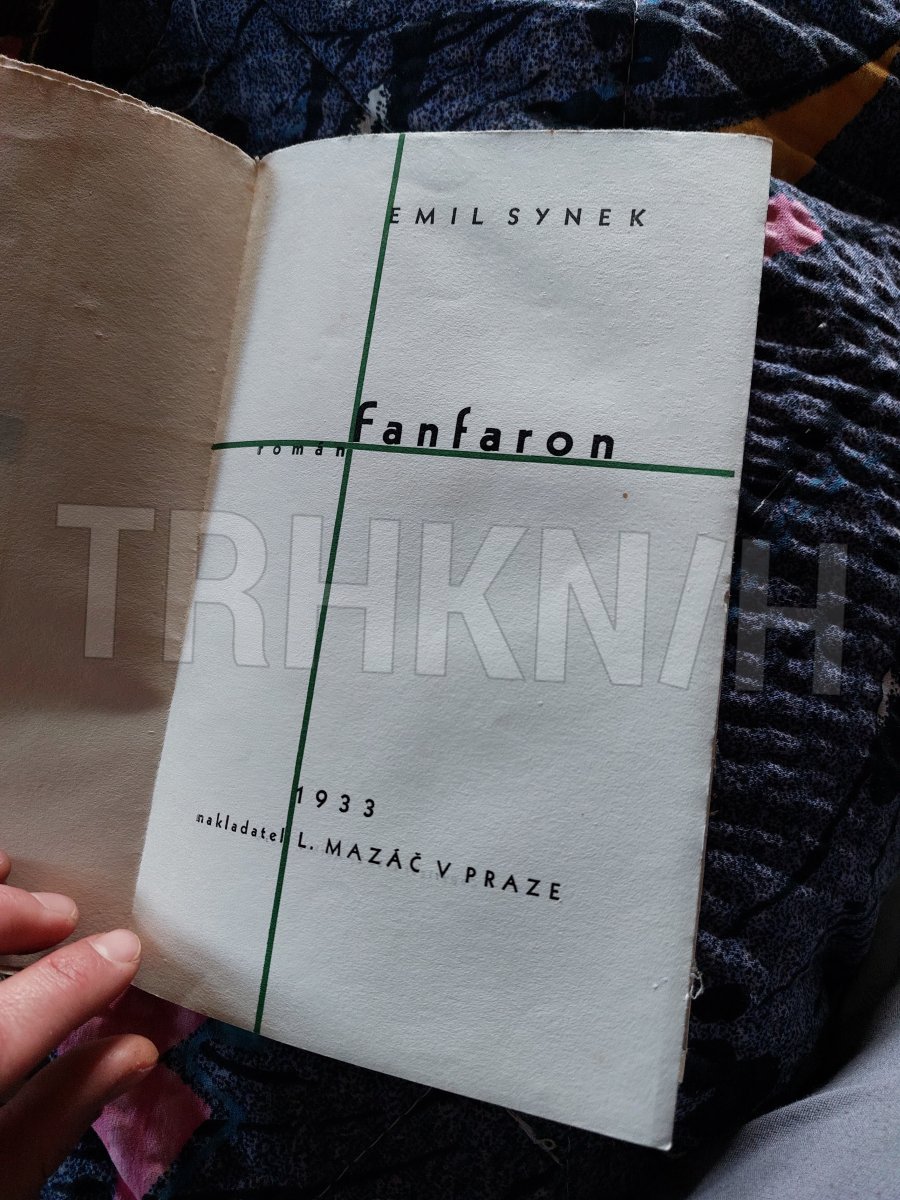 EMIL SYNEK
fanfaron
román
TRHKNIH
1933
nakladatel L. MAZÁČ V PRAZE